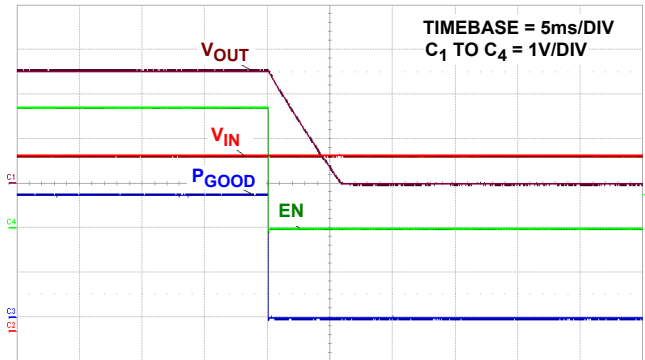 TIMEBASE = 5ms/DIV
C1 TO C4 = 1V/DIV
VOUT
VIN
C1
PGOOD
EN
C4
C3
C2